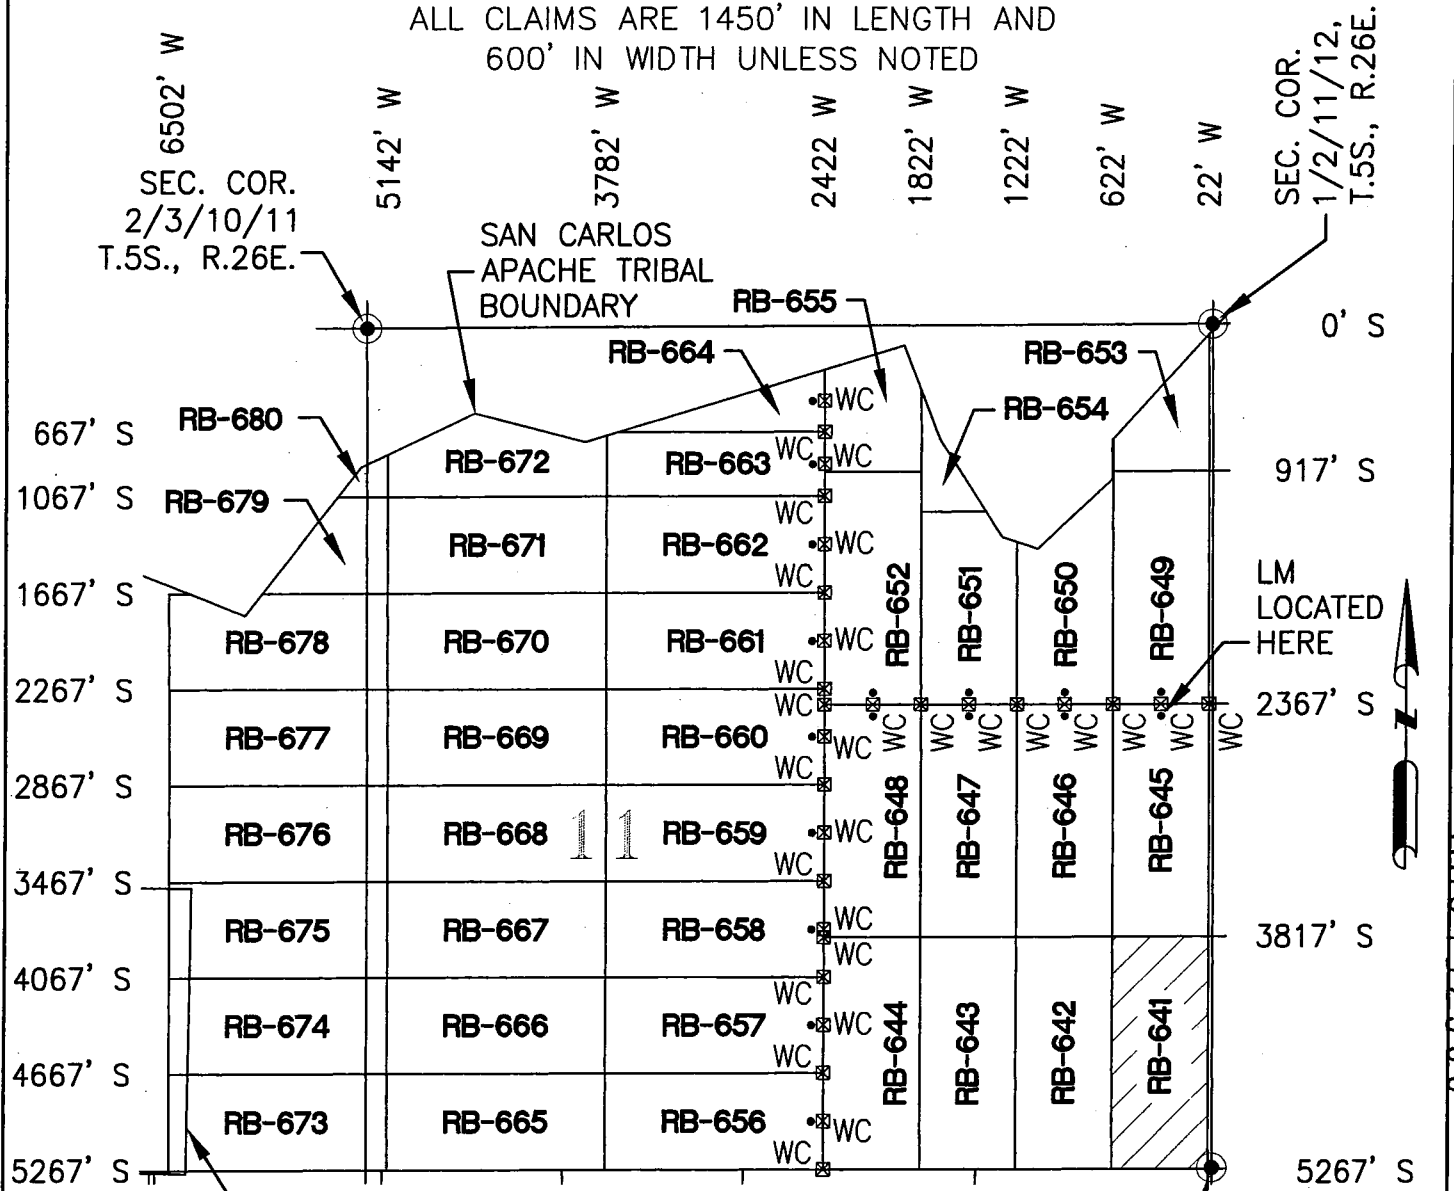 ALL CLAIMS ARE 1450' IN LENGTH AND
600' IN WIDTH UNLESS NOTED
6502' W
5142' W
3782' W
2422 W
1822' W
1222' W
622' W
22' W
SEC. COR.
1/2/11/12,
T.5S., R.26E.
SEC. COR.
2/3/10/11
T.5S., R.26E.
SAN CARLOS
APACHE TRIBAL
BOUNDARY
RB-655
0' S
RB-664
RB-653
RB-680
RB-654
667' S
WC
RB-672
RB-663
WC
WC
917' S
1067' S
RB-679
WC
RB-671
RB-662
WC
WC
RB-652
RB-651
RB-650
RB-649
LM
LOCATED
HERE
1667' S
RB-678
RB-670
RB-661
WC
WC
2267' S
WC
2367' S
RB-677
RB-669
RB-660
WC
WC
WC
WC
WC
WC
WC
WC
WC
WC
2867' S
RB-676
RB-668
11
RB-659
WC
WC
RB-648
RB-647
RB-646
RB-645
3467' S
RB-675
RB-667
RB-658
WC
WC
3817' S
4067' S
WC
RB-674
RB-666
RB-657
WC
WC
RB-644
RB-643
RB-642
RB-641
4667' S
RB-673
RB-665
RB-656
WC
WC
5267' S
5267' S